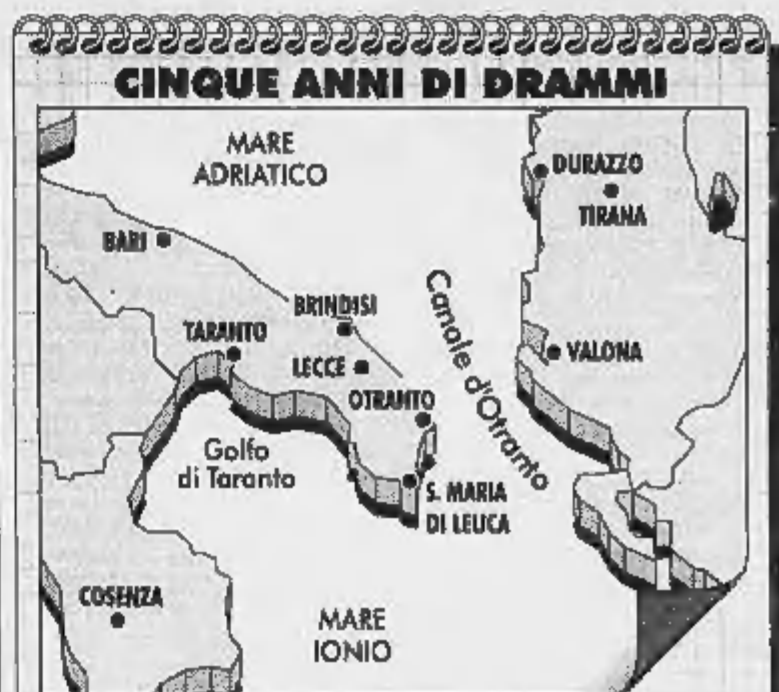 CINQUE ANNI DI DRAMMI
MARE
ADRIATICO
DURAZZO
TIRANA
BARI
BRINDISI
TARANTO
LECCE
VALONA
OTRANTO
Canale d'Otranto
Golfo
di Taranto
S. MARIA
DI LEUCA
COSENZA
MARE
IONIO